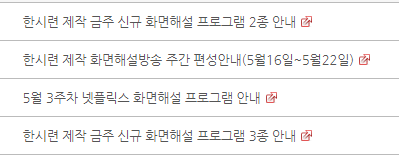 한시련 제작 금주 신규 화면해설 프로그램 2종 안내
한시련 제작 화면해설방송 주간 편성안내(5월16일~5월22일)
5월 3주차 넷플릭스 화면해설 프로그램 안내
한시련 제작 금주 신규 화면해설 프로그램 3종 안내